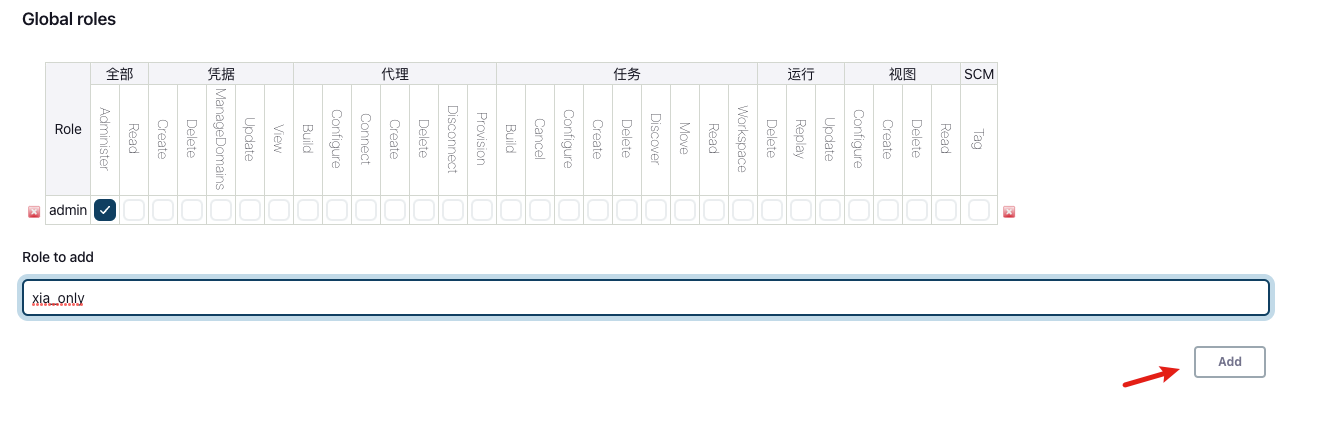 Global roles
Role 全部 凭据 代理 任务 运行 视图 SCM
Administer Read Create Delete ManageDomains Update View Build Configure Connect Create Delete Disconnect Provision Build Cancel Configure Create Delete Discover Move Read Workspace Delete Replay Update Configure Create Delete Read Tag
admin
Role to add
xia_only
Add